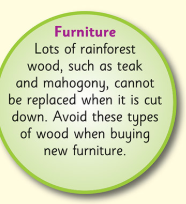 Furniture
Lots of rainforest
wood, such as teak
and mahogony, cannot
be replaced when it is cut
down. Avoid these types
of wood when buying
new furniture.